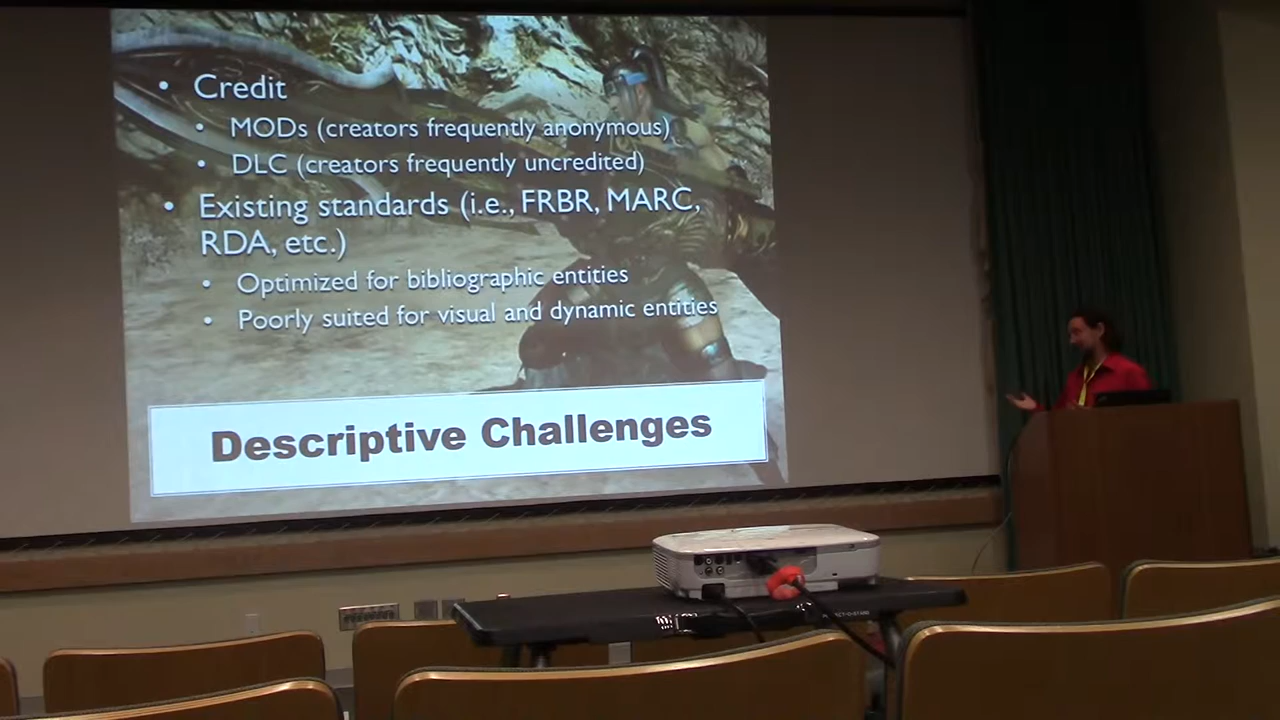 • Credit
• MODs (creators frequently anonymous)
• DLC (creators frequently uncredited)
• Existing standards (i.e., FRBR, MARC,
RDA, etc.)
• Optimized for bibliographic entities
• Poorly suited for visual and dynamic entities
Descriptive Challenges